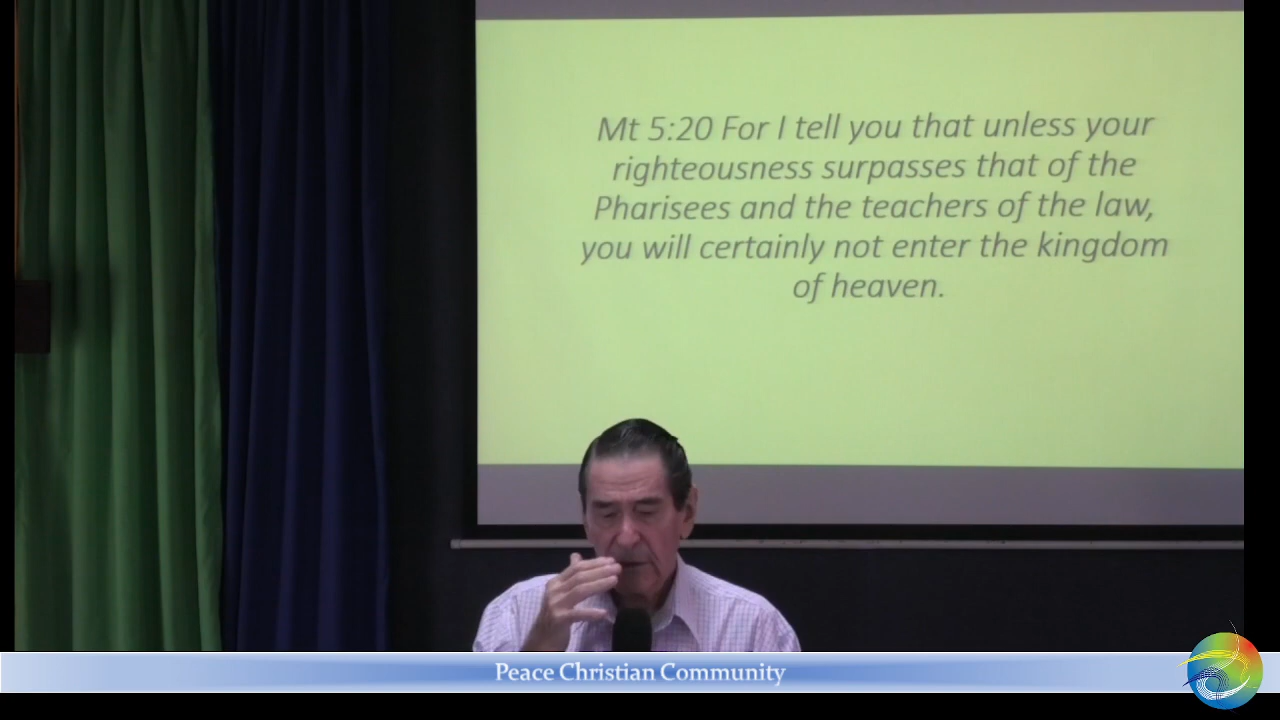 Mt 5:20 For I tell you that unless your
righteousness surpasses that of the
Pharisees and the teachers of the law,
you will certainly not enter the kingdom
of heaven.
Peace Christian Community